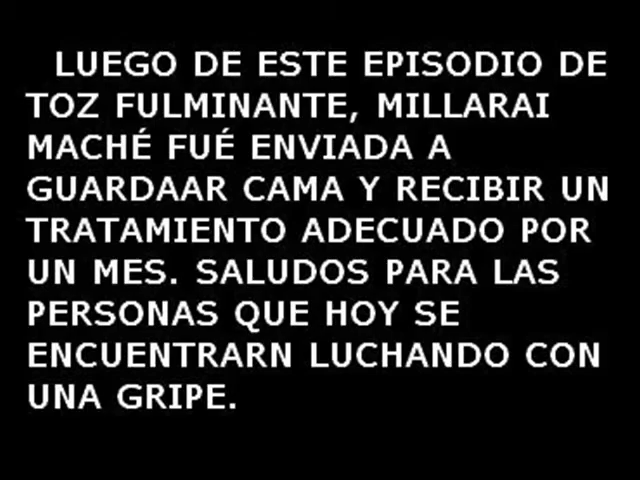 LUEGO DE ESTE EPISODIO DE
TOZ FULMINANTE, MILLARAI
MACHÉ FUÉ ENVIADA A
GUARDAAR CAMA Y RECIBIR UN
TRATAMIENTO ADECUADO POR
UN MES. SALUDOS PARA LAS
PERSONAS QUE HOY SE
ENCUENTRARN LUCHANDO CON
UNA GRIPE.